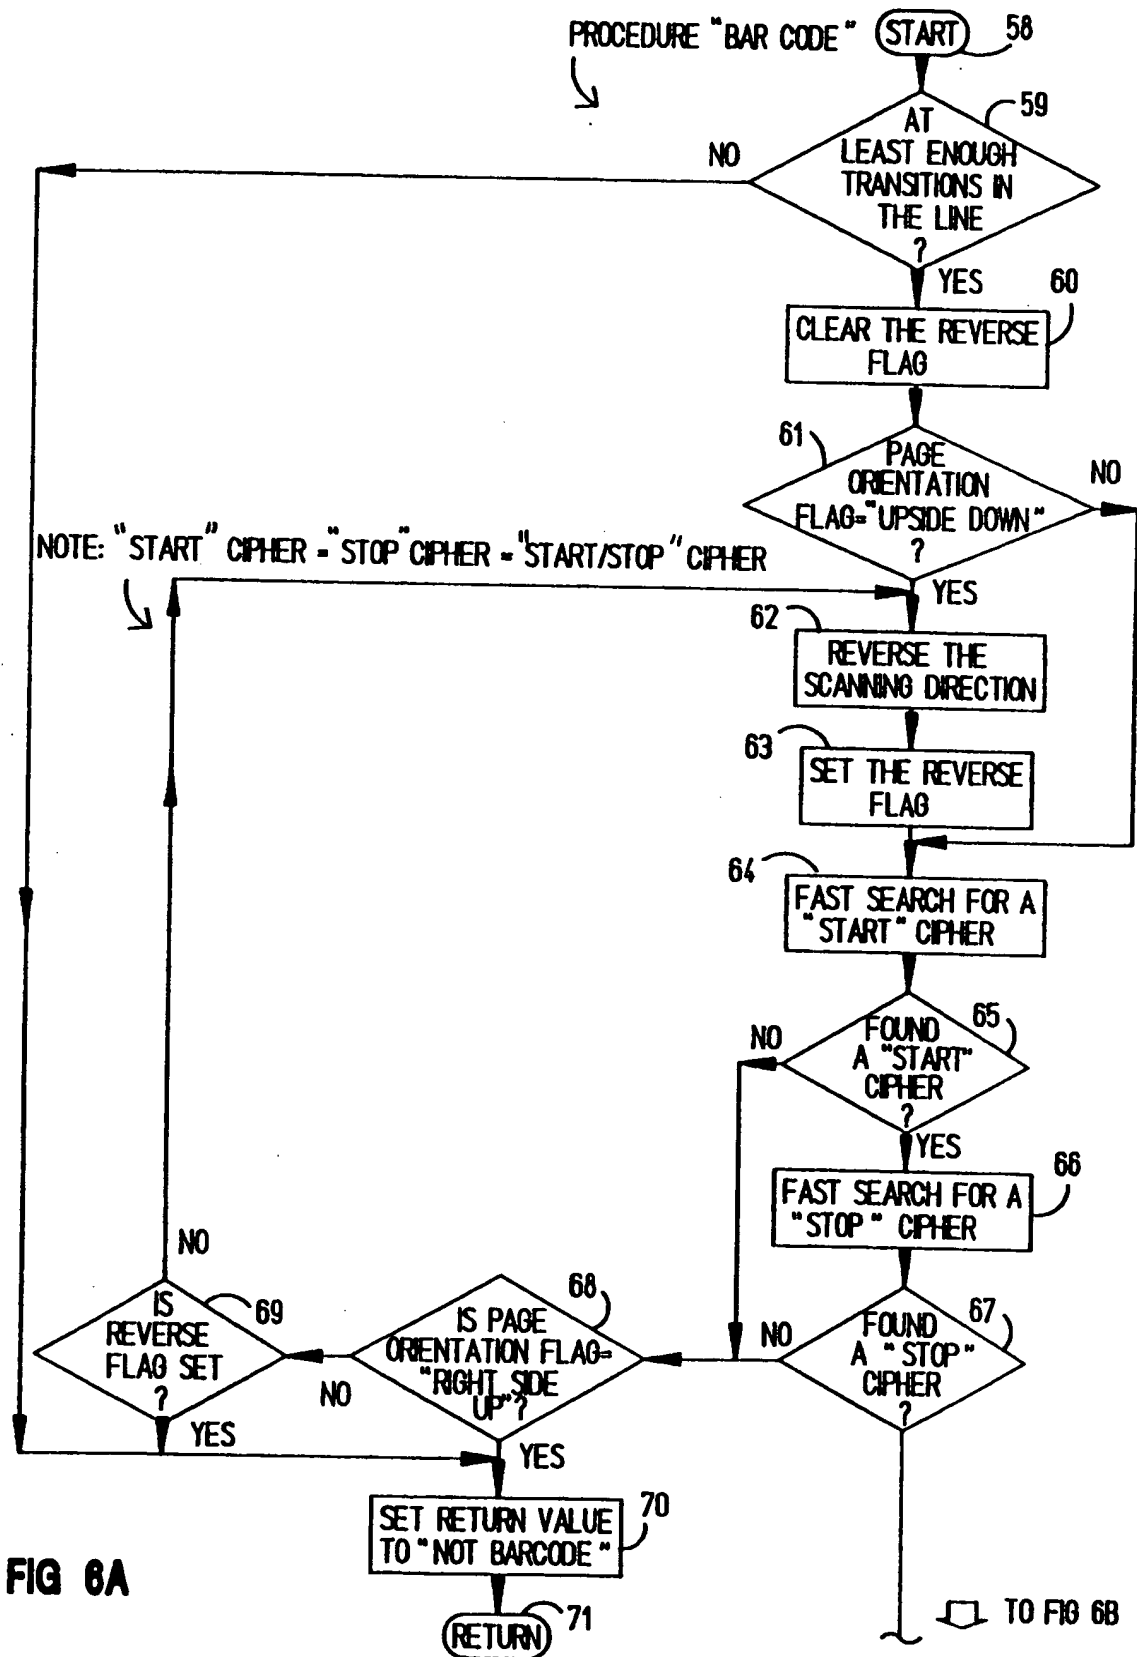 PROCEDURE "BAR CODE"
START
58
59
AT
LEAST ENOUGH
TRANSITIONS IN
THE LINE
?
NO
YES
60
CLEAR THE REVERSE
FLAG
61
PAGE
ORIENTATION
FLAG="UPSIDE DOWN"
?
NO
YES
NOTE: "START" CIPHER = "STOP" CIPHER = "START/STOP" CIPHER
62
REVERSE THE
SCANNING DIRECTION
63
SET THE REVERSE
FLAG
64
FAST SEARCH FOR A
"START" CIPHER
65
FOUND
A "START"
CIPHER
?
NO
YES
66
FAST SEARCH FOR A
"STOP" CIPHER
67
FOUND
A "STOP"
CIPHER
?
NO
68
IS PAGE
ORIENTATION FLAG=
"RIGHT SIDE
UP"?
NO
YES
69
IS
REVERSE
FLAG SET
?
NO
YES
70
SET RETURN VALUE
TO "NOT BARCODE"
71
RETURN
FIG 6A
TO FIG 6B